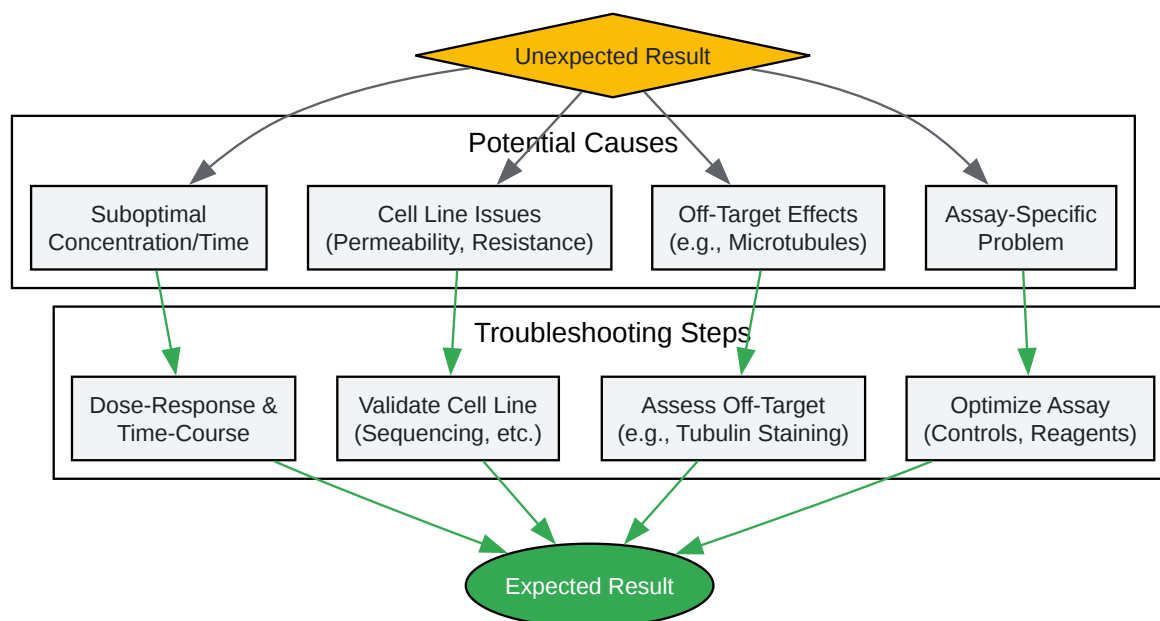 Unexpected Result
Potential Causes
Suboptimal
Concentration/Time
Cell Line Issues
(Permeability, Resistance)
Off-Target Effects
(e.g., Microtubules)
Assay-Specific
Problem
Troubleshooting Steps
Dose-Response &
Time-Course
Validate Cell Line
(Sequencing, etc.)
Assess Off-Target
(e.g., Tubulin Staining)
Optimize Assay
(Controls, Reagents)
Expected Result